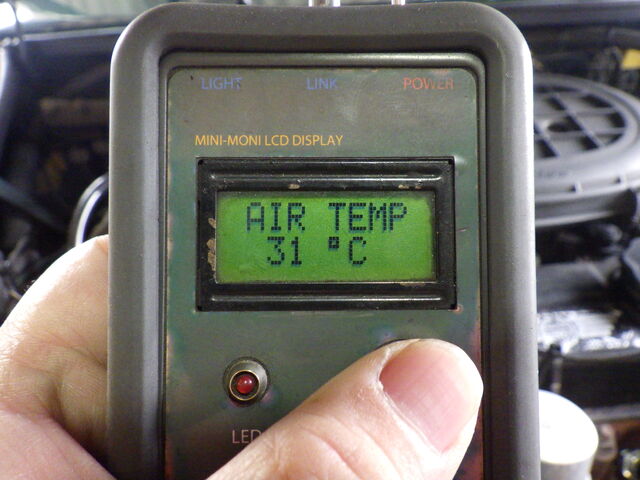 LIGHT LINK POWER
MINI-MONI LCD DISPLAY
AIR TEMP
31 °C
LED